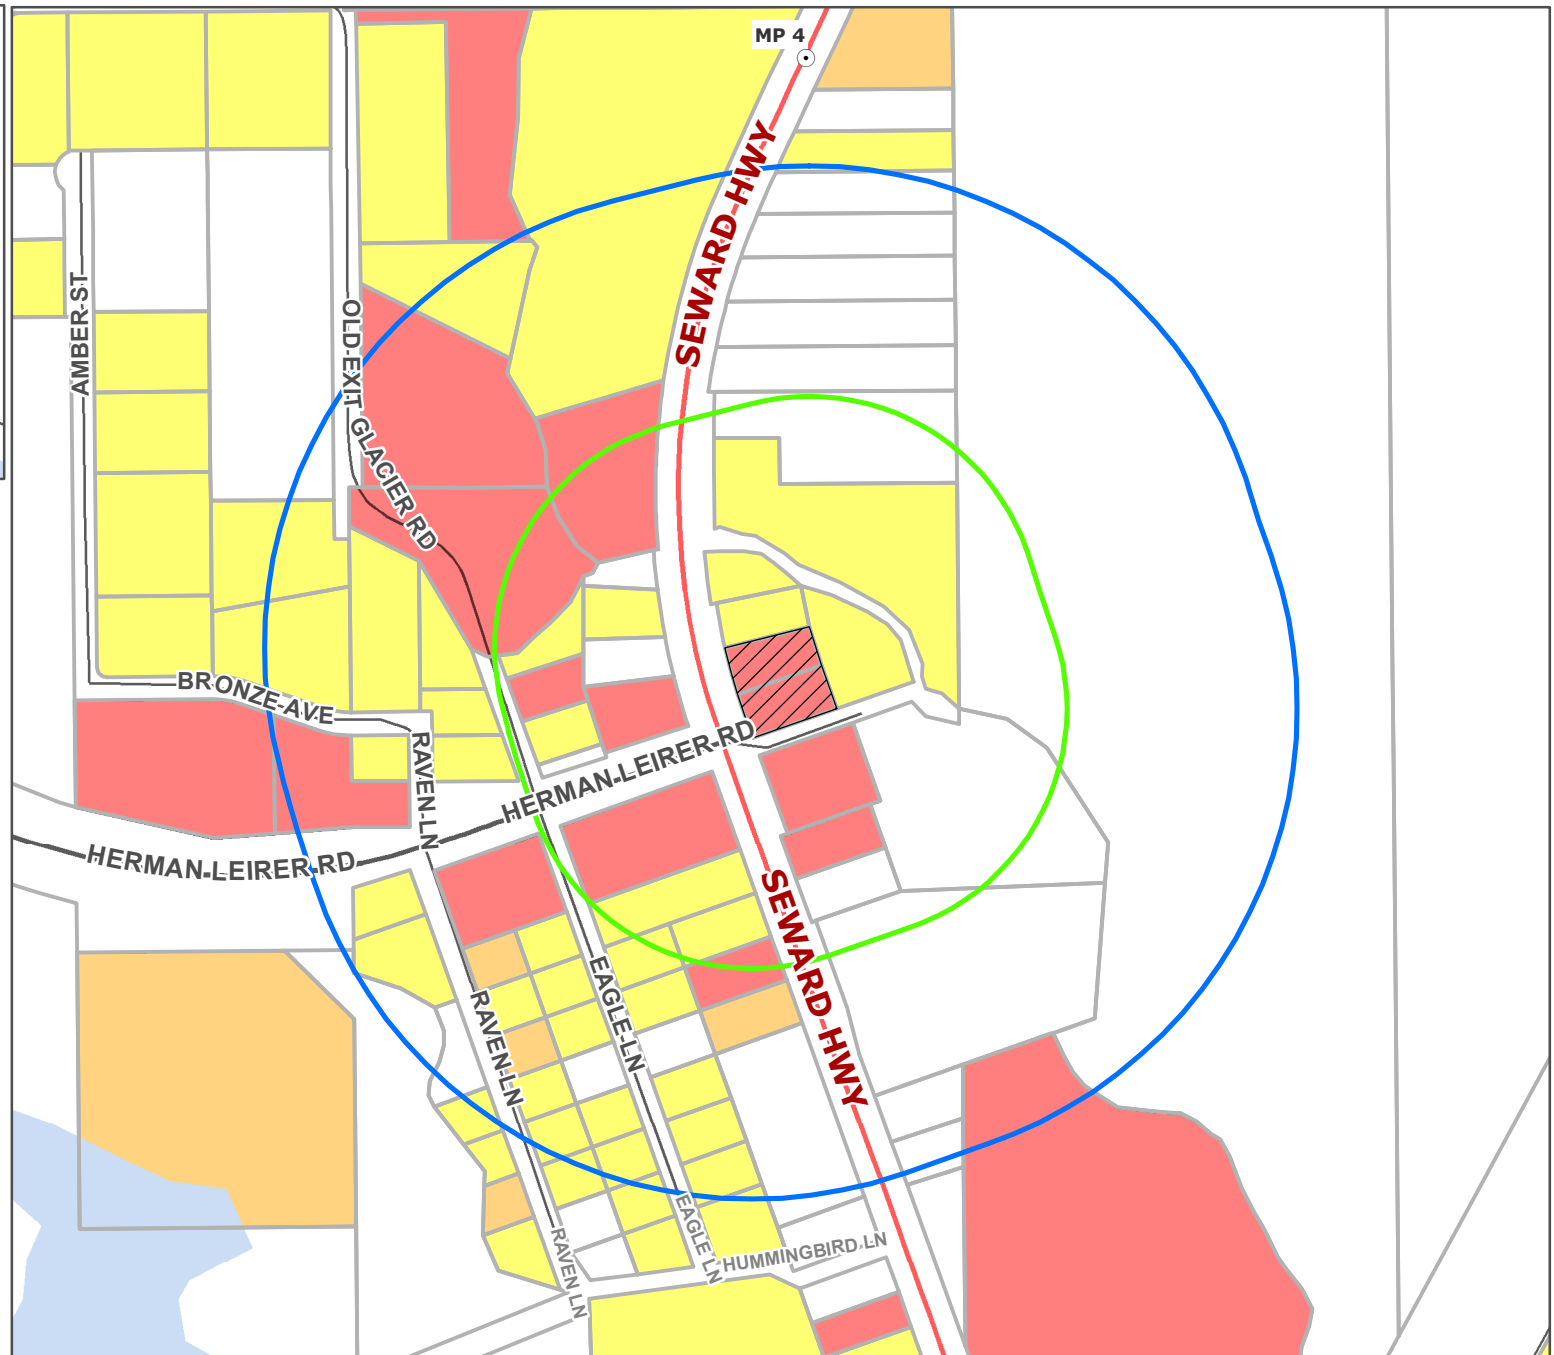 MP 4
SEWARD HWY
AMBER-ST
OLD-EXIT GLACIER RD
BRONZE-AVE
RAVEN-LN
HERMAN-LEIRER-RD
HERMAN-LEIRER-RD
SEWARD-HWY
EAGLE-LN
RAVEN-LN
EAGLE LN
RAVEN LN
HUMMINGBIRD LN